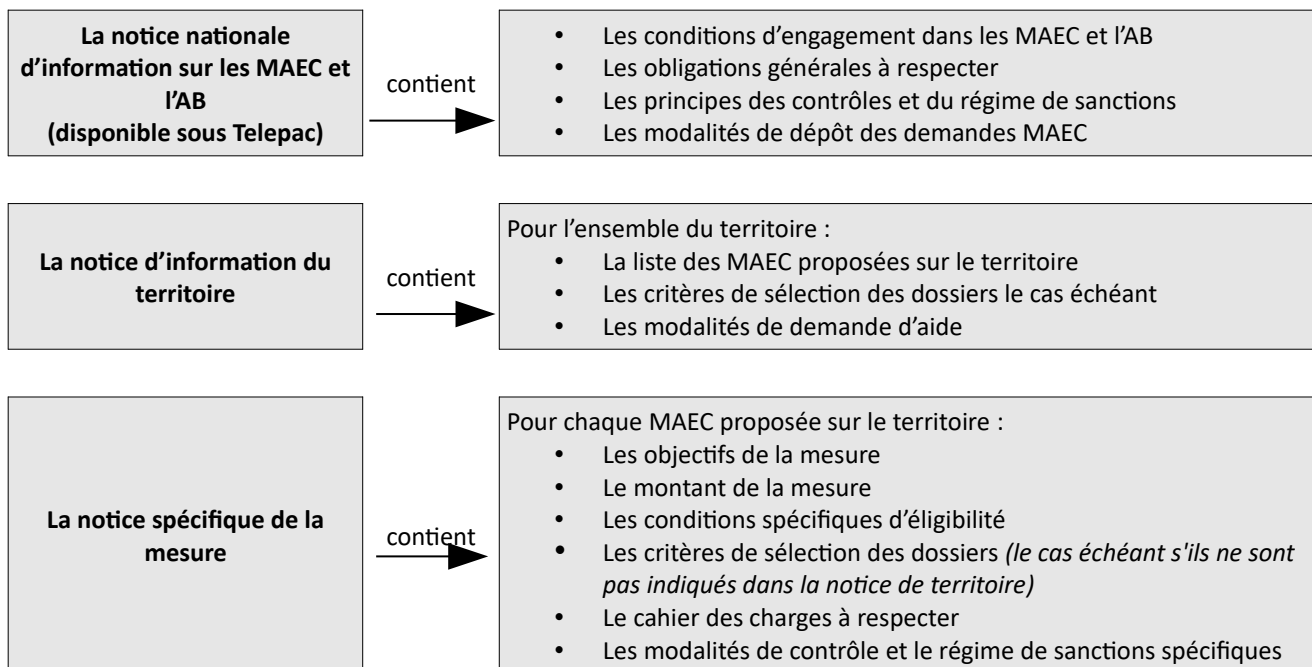 La notice nationale
d'information sur les MAEC et
l'AB
(disponible sous Telepac)
contient
• Les conditions d'engagement dans les MAEC et l'AB
• Les obligations générales à respecter
• Les principes des contrôles et du régime de sanctions
• Les modalités de dépôt des demandes MAEC
La notice d'information du
territoire
contient
Pour l'ensemble du territoire :
• La liste des MAEC proposées sur le territoire
• Les critères de sélection des dossiers le cas échéant
• Les modalités de demande d'aide
La notice spécifique de la
mesure
contient
Pour chaque MAEC proposée sur le territoire :
• Les objectifs de la mesure
• Le montant de la mesure
• Les conditions spécifiques d'éligibilité
• Les critères de sélection des dossiers (le cas échéant s'ils ne sont
pas indiqués dans la notice de territoire)
• Le cahier des charges à respecter
• Les modalités de contrôle et le régime de sanctions spécifiques